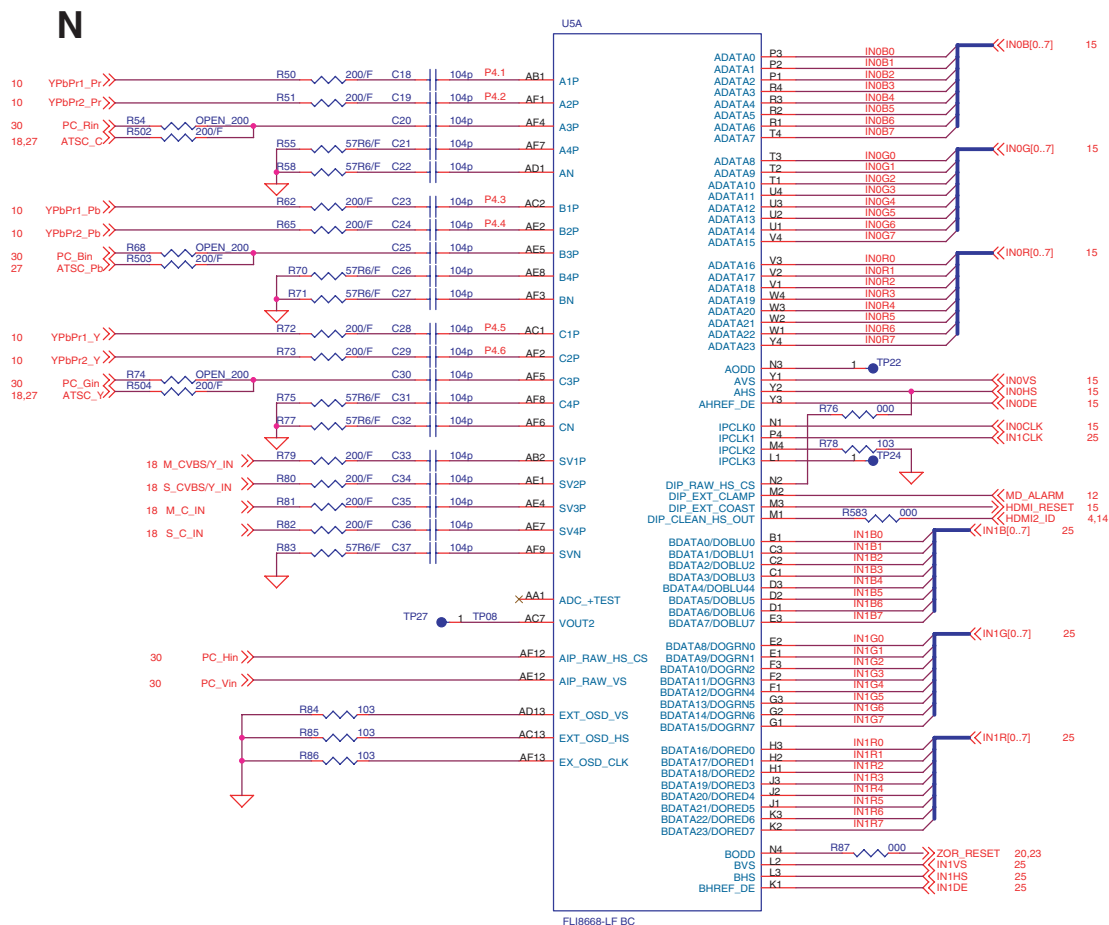 N
U5A
10 YPbPr1_Pr R50 200/F C18 104p P4.1 AB1 A1P
10 YPbPr2_Pr R51 200/F C19 104p P4.2 AF1 A2P
30 PC_Rin R54 OPEN_200 C20 104p AF4 A3P
18,27 ATSC_C R502 200/F
R55 57R6/F C21 104p AF7 A4P
R58 57R6/F C22 104p AD1 AN
10 YPbPr1_Pb R62 200/F C23 104p P4.3 AC2 B1P
10 YPbPr2_Pb R65 200/F C24 104p P4.4 AE2 B2P
30 PC_Bin R68 OPEN_200 C25 104p AE5 B3P
27 ATSC_Pb R503 200/F
R70 57R6/F C26 104p AE8 B4P
R71 57R6/F C27 104p AF3 BN
10 YPbPr1_Y R72 200/F C28 104p P4.5 AC1 C1P
10 YPbPr2_Y R73 200/F C29 104p P4.6 AF2 C2P
30 PC_Gin R74 OPEN_200 C30 104p AF5 C3P
18,27 ATSC_Y R504 200/F
R75 57R6/F C31 104p AF8 C4P
R77 57R6/F C32 104p AF6 CN
18 M_CVBS/Y_IN R79 200/F C33 104p AB2 SV1P
18 S_CVBS/Y_IN R80 200/F C34 104p AE1 SV2P
18 M_C_IN R81 200/F C35 104p AE4 SV3P
18 S_C_IN R82 200/F C36 104p AE7 SV4P
R83 57R6/F C37 104p AF9 SVN
AA1 ADC_+TEST
TP27 1 TP08 AC7 VOUT2
30 PC_Hin AF12 AIP_RAW_HS_CS
30 PC_Vin AE12 AIP_RAW_VS
R84 103 AD13 EXT_OSD_VS
R85 103 AC13 EXT_OSD_HS
R86 103 AF13 EX_OSD_CLK
ADATA0 P3 IN0B0 IN0B[0..7] 15
ADATA1 P2 IN0B1
ADATA2 P1 IN0B2
ADATA3 R4 IN0B3
ADATA4 R3 IN0B4
ADATA5 R2 IN0B5
ADATA6 R1 IN0B6
ADATA7 T4 IN0B7
ADATA8 T3 IN0G0 IN0G[0..7] 15
ADATA9 T2 IN0G1
ADATA10 T1 IN0G2
ADATA11 U4 IN0G3
ADATA12 U3 IN0G4
ADATA13 U2 IN0G5
ADATA14 U1 IN0G6
ADATA15 V4 IN0G7
ADATA16 V3 IN0R0 IN0R[0..7] 15
ADATA17 V2 IN0R1
ADATA18 V1 IN0R2
ADATA19 W4 IN0R3
ADATA20 W3 IN0R4
ADATA21 W2 IN0R5
ADATA22 W1 IN0R6
ADATA23 Y4 IN0R7
AODD N3 1 TP22
AVS Y1 IN0VS 15
AHS Y2 IN0HS 15
AHREF_DE Y3 IN0DE 15
R76 000
IPCLK0 N1 IN0CLK 15
IPCLK1 P4 IN1CLK 25
IPCLK2 M4 R78 103
IPCLK3 L1 1 TP24
DIP_RAW_HS_CS N2
DIP_EXT_CLAMP M2 MD_ALARM 12
DIP_EXT_COAST M3 HDMI_RESET 15
DIP_CLEAN_HS_OUT M1 R583 000 HDMI2_ID 4,14
BDATA0/DOBLU0 B1 IN1B0 IN1B[0..7] 25
BDATA1/DOBLU1 C3 IN1B1
BDATA2/DOBLU2 C2 IN1B2
BDATA3/DOBLU3 C1 IN1B3
BDATA4/DOBLU44 D3 IN1B4
BDATA5/DOBLU5 D2 IN1B5
BDATA6/DOBLU6 D1 IN1B6
BDATA7/DOBLU7 E3 IN1B7
BDATA8/DOGRN0 E2 IN1G0 IN1G[0..7] 25
BDATA9/DOGRN1 E1 IN1G1
BDATA10/DOGRN2 F3 IN1G2
BDATA11/DOGRN3 F2 IN1G3
BDATA12/DOGRN4 F1 IN1G4
BDATA13/DOGRN5 G3 IN1G5
BDATA14/DOGRN6 G2 IN1G6
BDATA15/DOGRN7 G1 IN1G7
BDATA16/DORED0 H3 IN1R0 IN1R[0..7] 25
BDATA17/DORED1 H2 IN1R1
BDATA18/DORED2 H1 IN1R2
BDATA19/DORED3 J3 IN1R3
BDATA20/DORED4 J2 IN1R4
BDATA21/DORED5 J1 IN1R5
BDATA22/DORED6 K3 IN1R6
BDATA23/DORED7 K2 IN1R7
BODD N4 R87 000 ZOR_RESET 20,23
BVS L2 IN1VS 25
BHS L3 IN1HS 25
BHREF_DE K1 IN1DE 25
FLI8668-LF BC